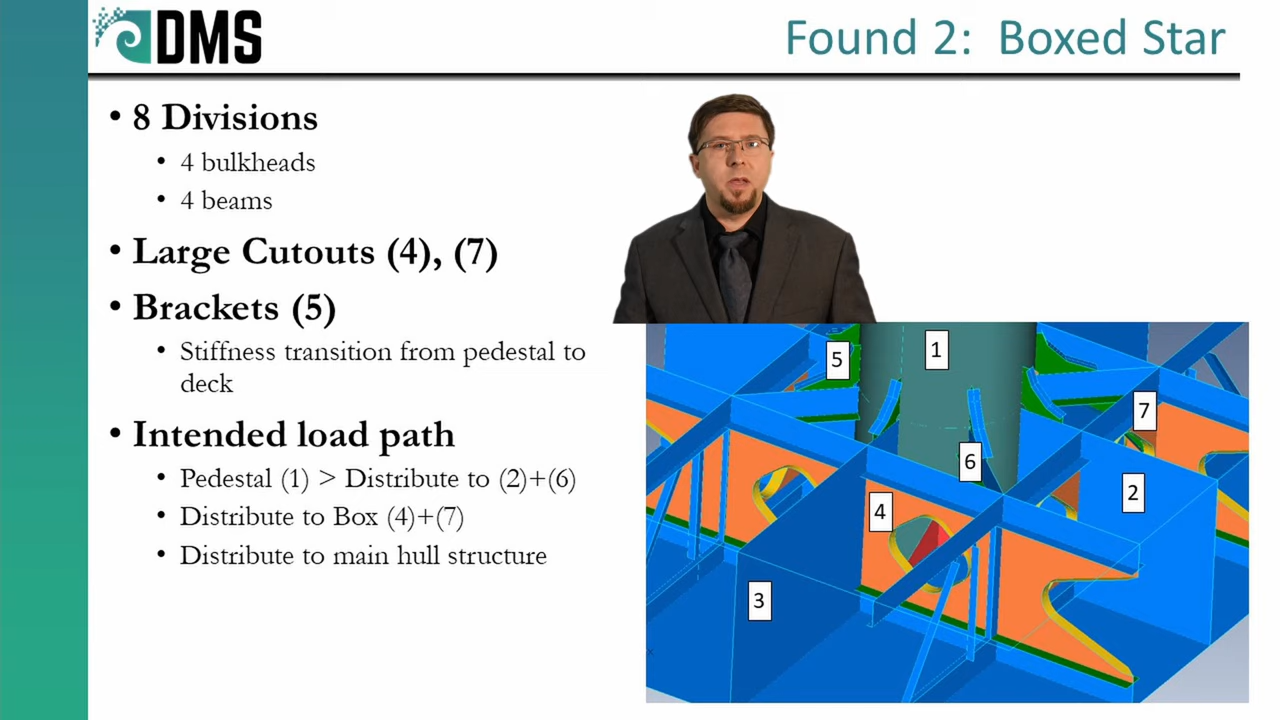 DMS
Found 2: Boxed Star
• 8 Divisions
• 4 bulkheads
• 4 beams
• Large Cutouts (4), (7)
• Brackets (5)
• Stiffness transition from pedestal to
deck
• Intended load path
• Pedestal (1) > Distribute to (2)+(6)
• Distribute to Box (4)+(7)
• Distribute to main hull structure
1
5
7
6
2
4
3